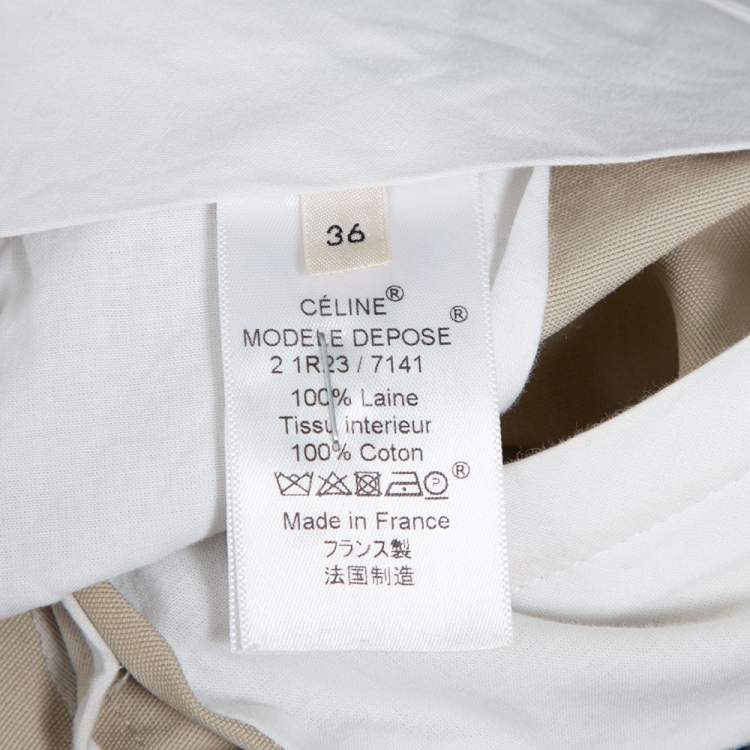 36
CÉLINE®
MODELE DEPOSE®
2 1R23 / 7141
100% Laine
Tissu interieur
100% Coton
P ®
Made in France
フランス製
法国制造